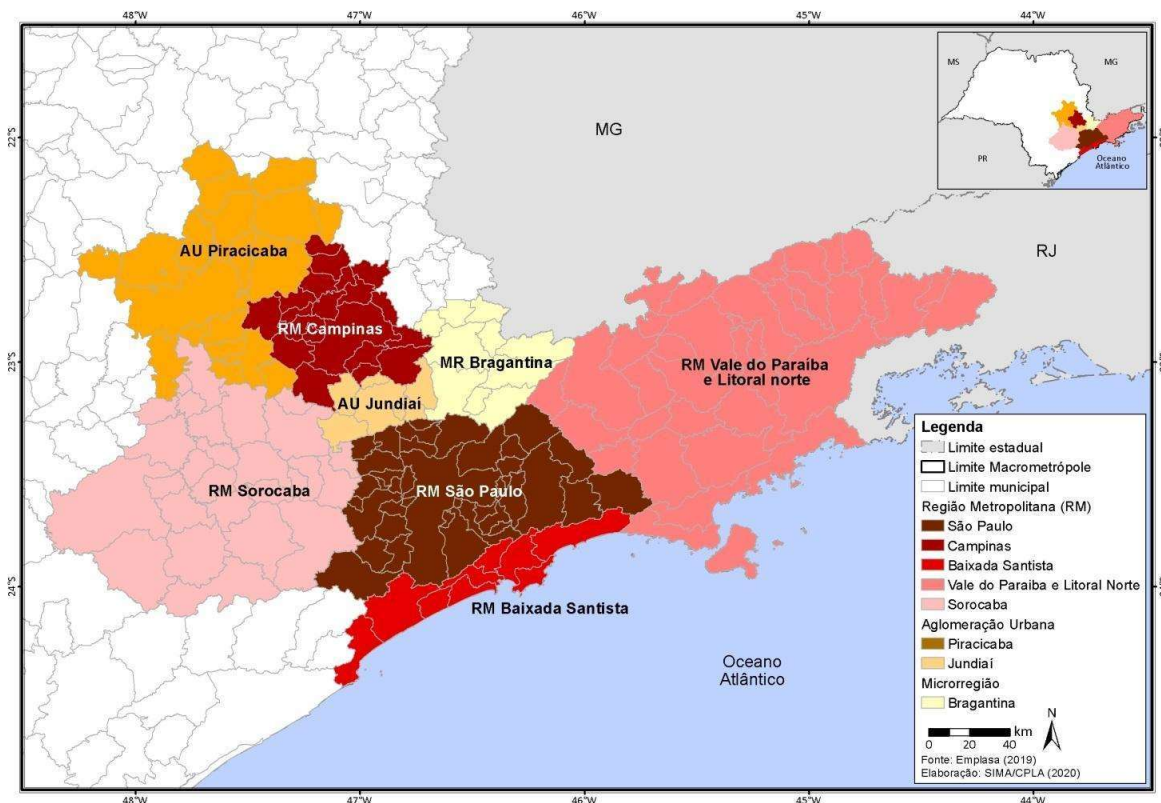 48°W
47°W
46°W
45°W
44°W
MS
MG
PR
Oceano
Atlântico
MG
RJ
AU Piracicaba
RM Campinas
MR Bragantina
RM Vale do Paraíba
e Litoral norte
AU Jundiaí
RM Sorocaba
RM São Paulo
RM Baixada Santista
Oceano
Atlântico
Legenda
Limite estadual
Limite Macrometrópole
Limite municipal
Região Metropolitana (RM)
São Paulo
Campinas
Baixada Santista
Vale do Paraiba e Litoral Norte
Sorocaba
Aglomeração Urbana
Piracicaba
Jundiaí
Microrregião
Bragantina
N
km
0 20 40
Fonte: Emplasa (2019)
Elaboração: SIMA/CPLA (2020)
48°W
47°W
46°W
45°W
44°W